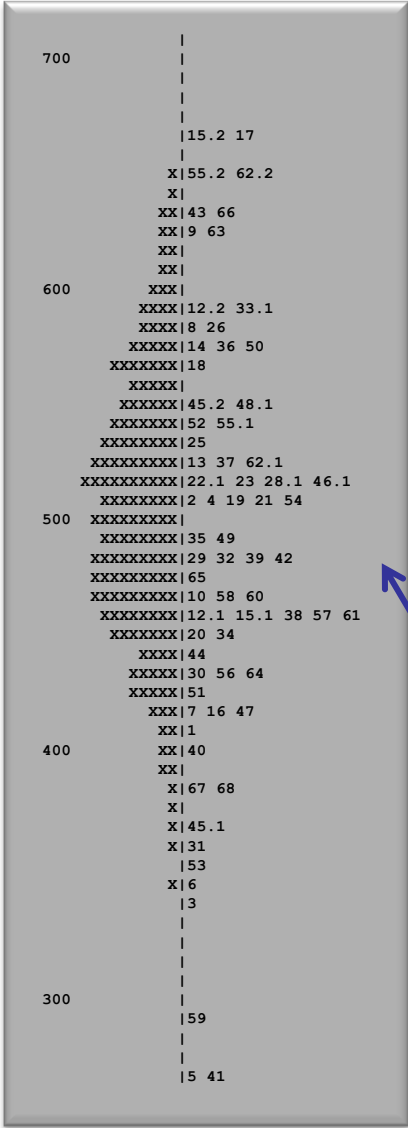 |
700 |
|
|
|
|15.2 17
|
X|55.2 62.2
X|
XX|43 66
XX|9 63
XX|
XX|
600 XXX|
XXXX|12.2 33.1
XXXX|8 26
XXXXX|14 36 50
XXXXXXX|18
XXXXX|
XXXXXX|45.2 48.1
XXXXXXX|52 55.1
XXXXXXXX|25
XXXXXXXXX|13 37 62.1
XXXXXXXXXX|22.1 23 28.1 46.1
XXXXXXXX|2 4 19 21 54
500 XXXXXXXXX|
XXXXXXXX|35 49
XXXXXXXXX|29 32 39 42
XXXXXXXXX|65
XXXXXXXXX|10 58 60
XXXXXXXX|12.1 15.1 38 57 61
XXXXXXX|20 34
XXXX|44
XXXXX|30 56 64
XXXXX|51
XXX|7 16 47
XX|1
400 XX|40
XX|
X|67 68
X|
X|45.1
X|31
|53
X|6
|3
|
|
|
|
300 |
|59
|
|
|5 41